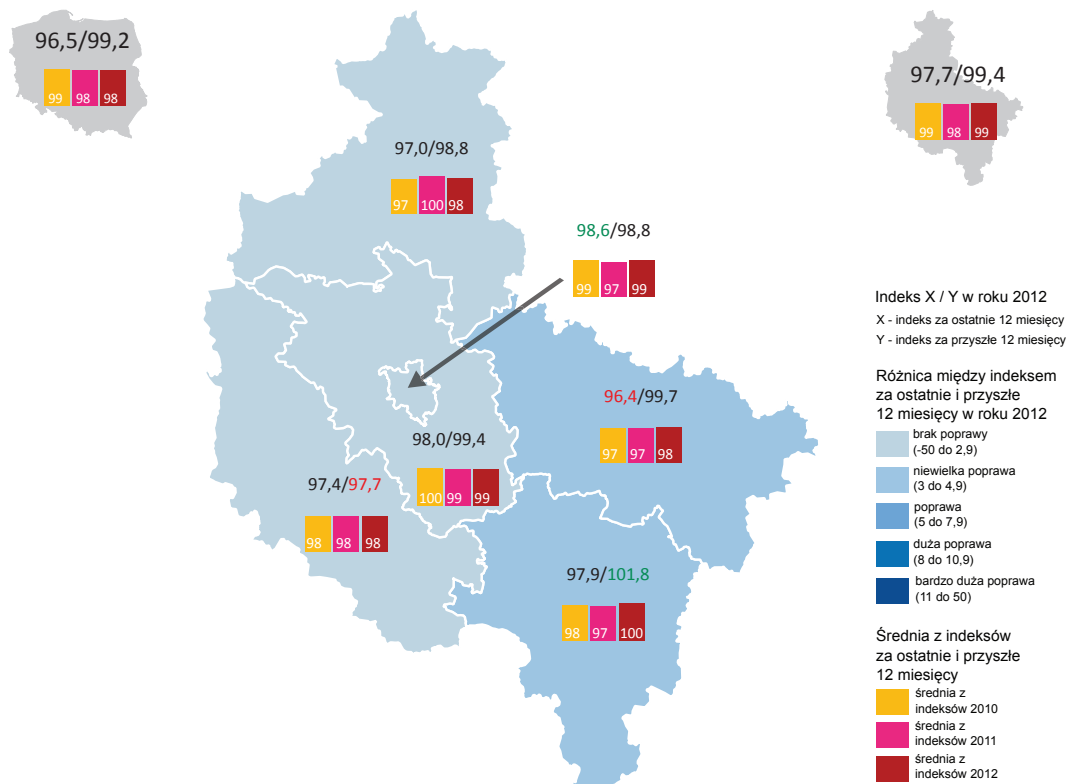 96,5/99,2
99 98 98
97,7/99,4
99 98 99
97,0/98,8
97 100 98
98,6/98,8
99 97 99
96,4/99,7
97 97 98
98,0/99,4
100 99 99
97,4/97,7
98 98 98
97,9/101,8
98 97 100
Indeks X / Y w roku 2012
X - indeks za ostatnie 12 miesięcy
Y - indeks za przyszłe 12 miesięcy
Różnica między indeksem
za ostatnie i przyszłe
12 miesięcy w roku 2012
brak poprawy
(-50 do 2,9)
niewielka poprawa
(3 do 4,9)
poprawa
(5 do 7,9)
duża poprawa
(8 do 10,9)
bardzo duża poprawa
(11 do 50)
Średnia z indeksów
za ostatnie i przyszłe
12 miesięcy
średnia z
indeksów 2010
średnia z
indeksów 2011
średnia z
indeksów 2012